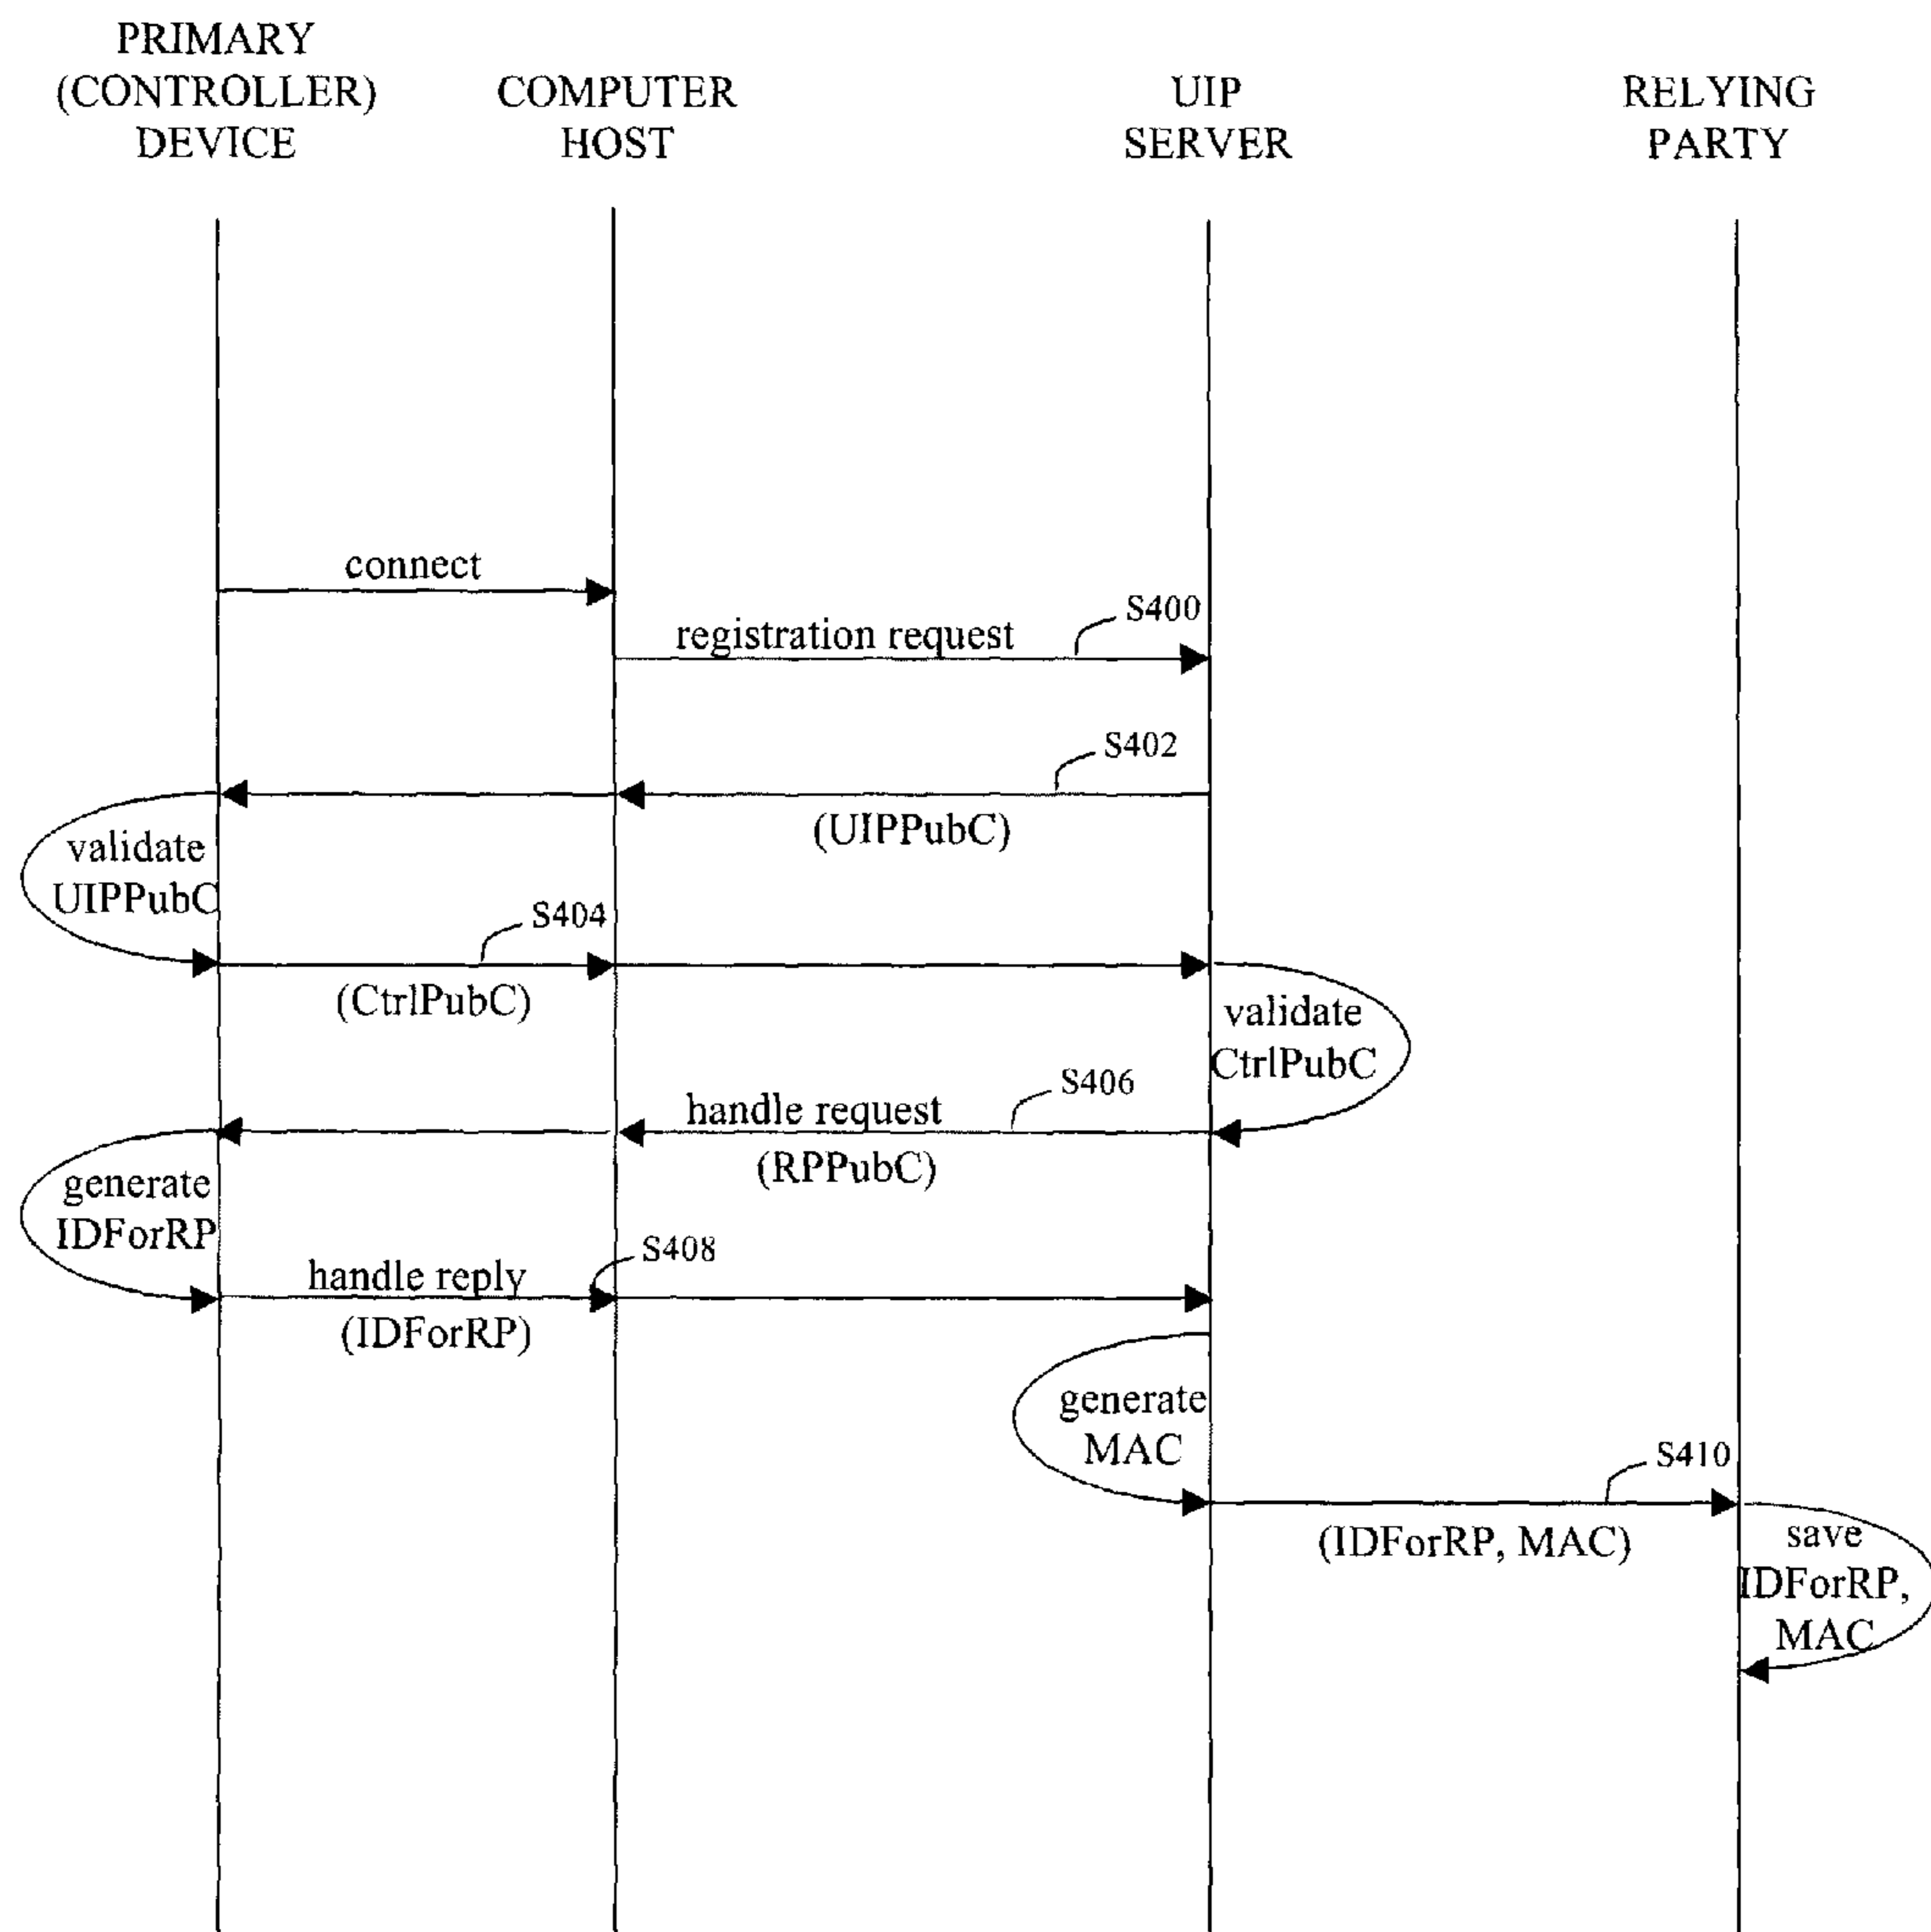 PRIMARY
(CONTROLLER)
DEVICE
COMPUTER
HOST
UIP
SERVER
RELYING
PARTY
connect
S400
registration request
S402
(UIPPubC)
validate
UIPPubC
S404
(CtrlPubC)
validate
CtrlPubC
S406
handle request
(RPPubC)
generate
IDForRP
S408
handle reply
(IDForRP)
generate
MAC
S410
(IDForRP, MAC)
save
IDForRP,
MAC